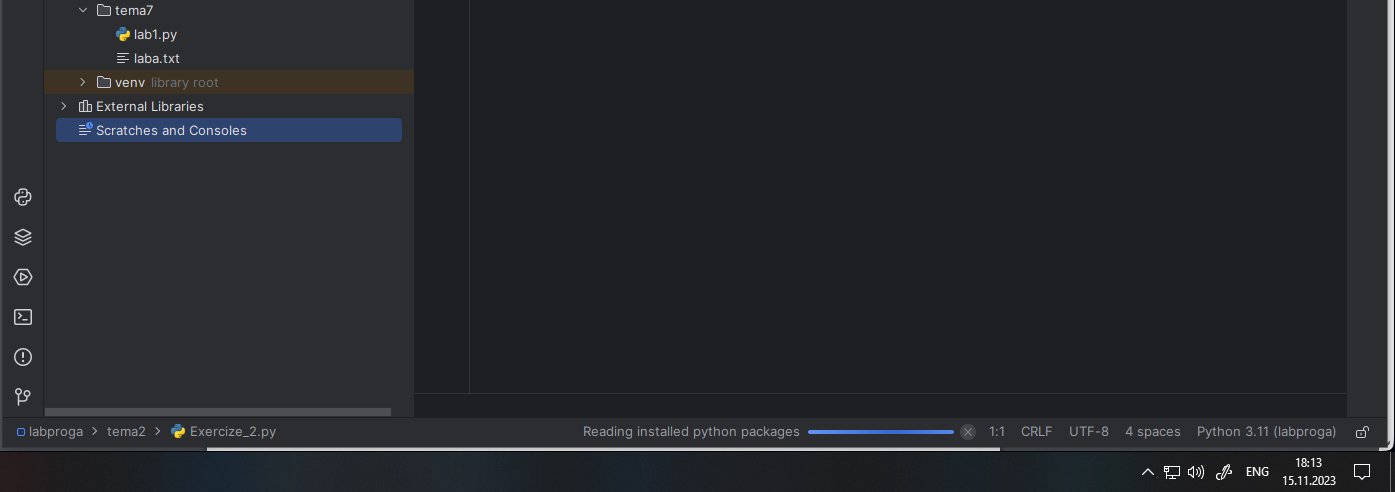 tema7
lab1.py
laba.txt
venv library root
External Libraries
Scratches and Consoles
labproga > tema2 > Exercize_2.py Reading installed python packages 1:1 CRLF UTF-8 4 spaces Python 3.11 (labproga)
ENG 18:13
15.11.2023